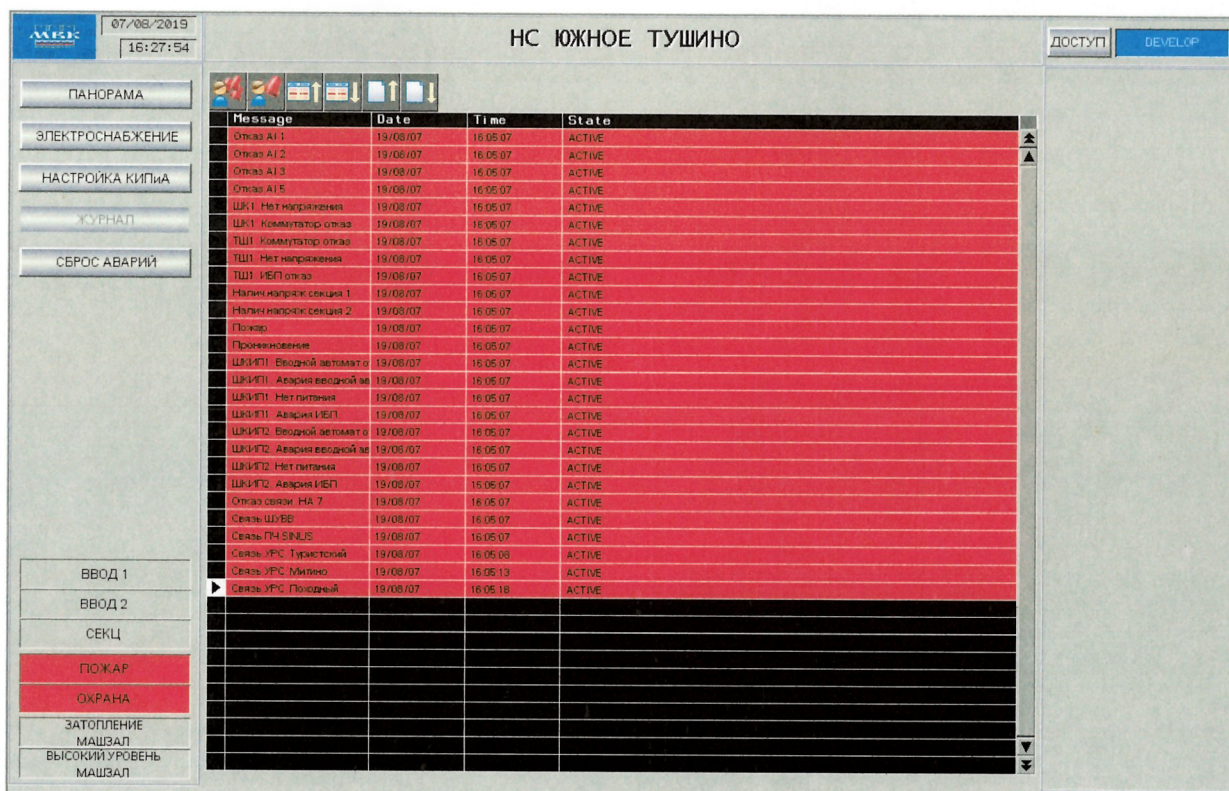 МВК
07/08/2019
16:27:54
НС ЮЖНОЕ ТУШИНО
ДОСТУП
DEVELOP
ПАНОРАМА
ЭЛЕКТРОСНАБЖЕНИЕ
НАСТРОЙКА КИПиА
ЖУРНАЛ
СБРОС АВАРИЙ
Message Date Time State
Отказ AI 1 19/08/07 16:05:07 ACTIVE
Отказ AI 2 19/08/07 16:05:07 ACTIVE
Отказ AI 3 19/08/07 16:05:07 ACTIVE
Отказ AI 5 19/08/07 16:05:07 ACTIVE
ШК1 Нет напряжения 19/08/07 16:05:07 ACTIVE
ШК1 Коммутатор отказ 19/08/07 16:05:07 ACTIVE
ТШ1 Коммутатор отказ 19/08/07 16:05:07 ACTIVE
ТШ1 Нет напряжения 19/08/07 16:05:07 ACTIVE
ТШ1 ИБП отказ 19/08/07 16:05:07 ACTIVE
Налич напряж секция 1 19/08/07 16:05:07 ACTIVE
Налич напряж секция 2 19/08/07 16:05:07 ACTIVE
Пожар 19/08/07 16:05:07 ACTIVE
Проникновение 19/08/07 16:05:07 ACTIVE
ШКИП1 Вводной автомат о 19/08/07 16:05:07 ACTIVE
ШКИП1 Авария вводной ав 19/08/07 16:05:07 ACTIVE
ШКИП1 Нет питания 19/08/07 16:05:07 ACTIVE
ШКИП1 Авария ИБП 19/08/07 16:05:07 ACTIVE
ШКИП2 Вводной автомат о 19/08/07 16:05:07 ACTIVE
ШКИП2 Авария вводной ав 19/08/07 16:05:07 ACTIVE
ШКИП2 Нет питания 19/08/07 16:05:07 ACTIVE
ШКИП2 Авария ИБП 19/08/07 16:05:07 ACTIVE
Отказ связи НА 7 19/08/07 16:05:07 ACTIVE
Связь ШУВВ 19/08/07 16:05:07 ACTIVE
Связь ПЧ SINUS 19/08/07 16:05:07 ACTIVE
Связь УРС Туристский 19/08/07 16:05:08 ACTIVE
Связь УРС Митино 19/08/07 16:05:13 ACTIVE
Связь УРС Походный 19/08/07 16:05:18 ACTIVE
ВВОД 1
ВВОД 2
СЕКЦ
ПОЖАР
ОХРАНА
ЗАТОПЛЕНИЕ
МАШЗАЛ
ВЫСОКИЙ УРОВЕНЬ
МАШЗАЛ